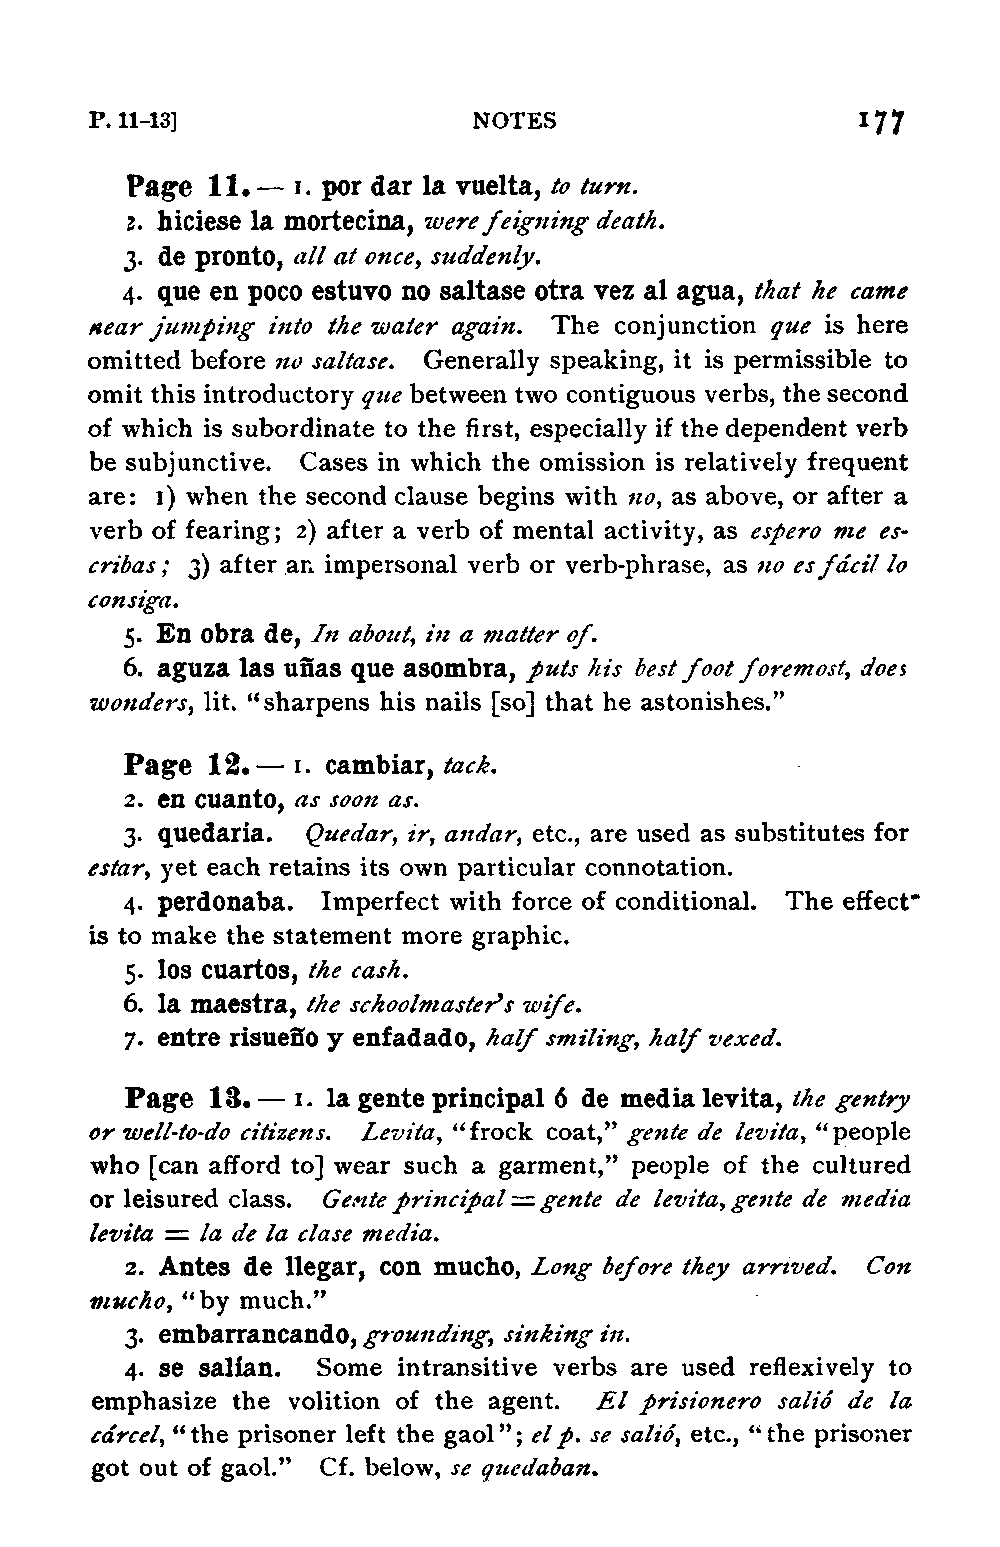 P. 11–13] NOTES 177
Page 11.— 1. por dar la vuelta, to turn.
2. hiciese la mortecina, were feigning death.
3. de pronto, all at once, suddenly.
4. que en poco estuvo no saltase otra vez al agua, that he came
near jumping into the water again. The conjunction que is here
omitted before no saltase. Generally speaking, it is permissible to
omit this introductory que between two contiguous verbs, the second
of which is subordinate to the first, especially if the dependent verb
be subjunctive. Cases in which the omission is relatively frequent
are: 1) when the second clause begins with no, as above, or after a
verb of fearing; 2) after a verb of mental activity, as espero me es-
cribas; 3) after an impersonal verb or verb-phrase, as no es fácil lo
consiga.
5. En obra de, In about, in a matter of.
6. aguza las uñas que asombra, puts his best foot foremost, does
wonders, lit. “sharpens his nails [so] that he astonishes.”
Page 12.— 1. cambiar, tack.
2. en cuanto, as soon as.
3. quedaria. Quedar, ir, andar, etc., are used as substitutes for
estar, yet each retains its own particular connotation.
4. perdonaba. Imperfect with force of conditional. The effect
is to make the statement more graphic.
5. los cuartos, the cash.
6. la maestra, the schoolmaster’s wife.
7. entre risueño y enfadado, half smiling, half vexed.
Page 13.— 1. la gente principal ó de media levita, the gentry
or well-to-do citizens. Levita, “frock coat,” gente de levita, “people
who [can afford to] wear such a garment,” people of the cultured
or leisured class. Gente principal = gente de levita, gente de media
levita = la de la clase media.
2. Antes de llegar, con mucho, Long before they arrived. Con
mucho, “by much.”
3. embarrancando, grounding, sinking in.
4. se salían. Some intransitive verbs are used reflexively to
emphasize the volition of the agent. El prisionero salió de la
cárcel, “the prisoner left the gaol”; el p. se salió, etc., “the prisoner
got out of gaol.” Cf. below, se quedaban.